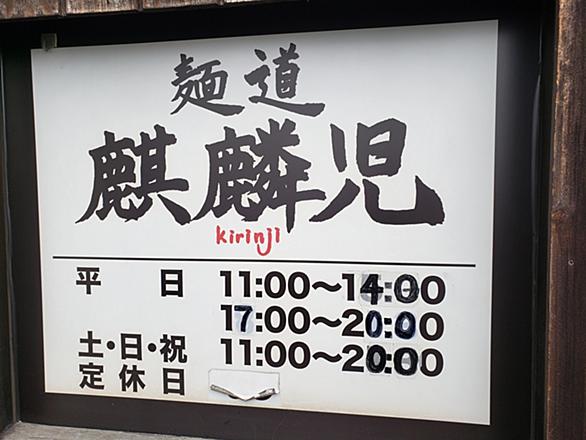 麺道
麒麟児
kirinji
平日 11:00〜14:00
17:00〜20:00
土・日・祝 11:00〜20:00
定休日